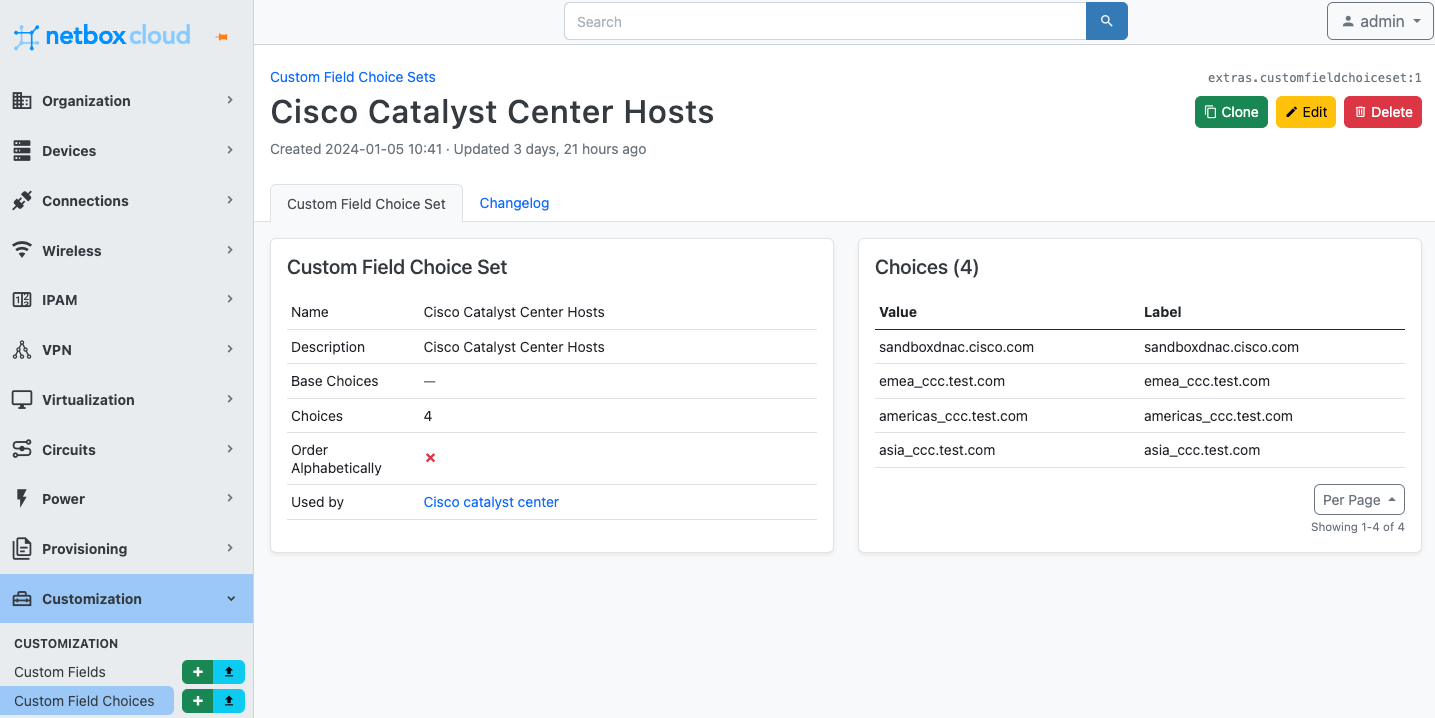 netbox cloud
Search
admin
Organization
Devices
Connections
Wireless
IPAM
VPN
Virtualization
Circuits
Power
Provisioning
Customization
CUSTOMIZATION
Custom Fields
Custom Field Choices
Custom Field Choice Sets
extras.customfieldchoiceset:1
Cisco Catalyst Center Hosts
Clone Edit Delete
Created 2024-01-05 10:41 · Updated 3 days, 21 hours ago
Custom Field Choice Set Changelog
Custom Field Choice Set
Name Cisco Catalyst Center Hosts
Description Cisco Catalyst Center Hosts
Base Choices —
Choices 4
Order
Alphabetically
Used by Cisco catalyst center
Choices (4)
Value Label
sandboxdnac.cisco.com sandboxdnac.cisco.com
emea_ccc.test.com emea_ccc.test.com
americas_ccc.test.com americas_ccc.test.com
asia_ccc.test.com asia_ccc.test.com
Per Page
Showing 1-4 of 4